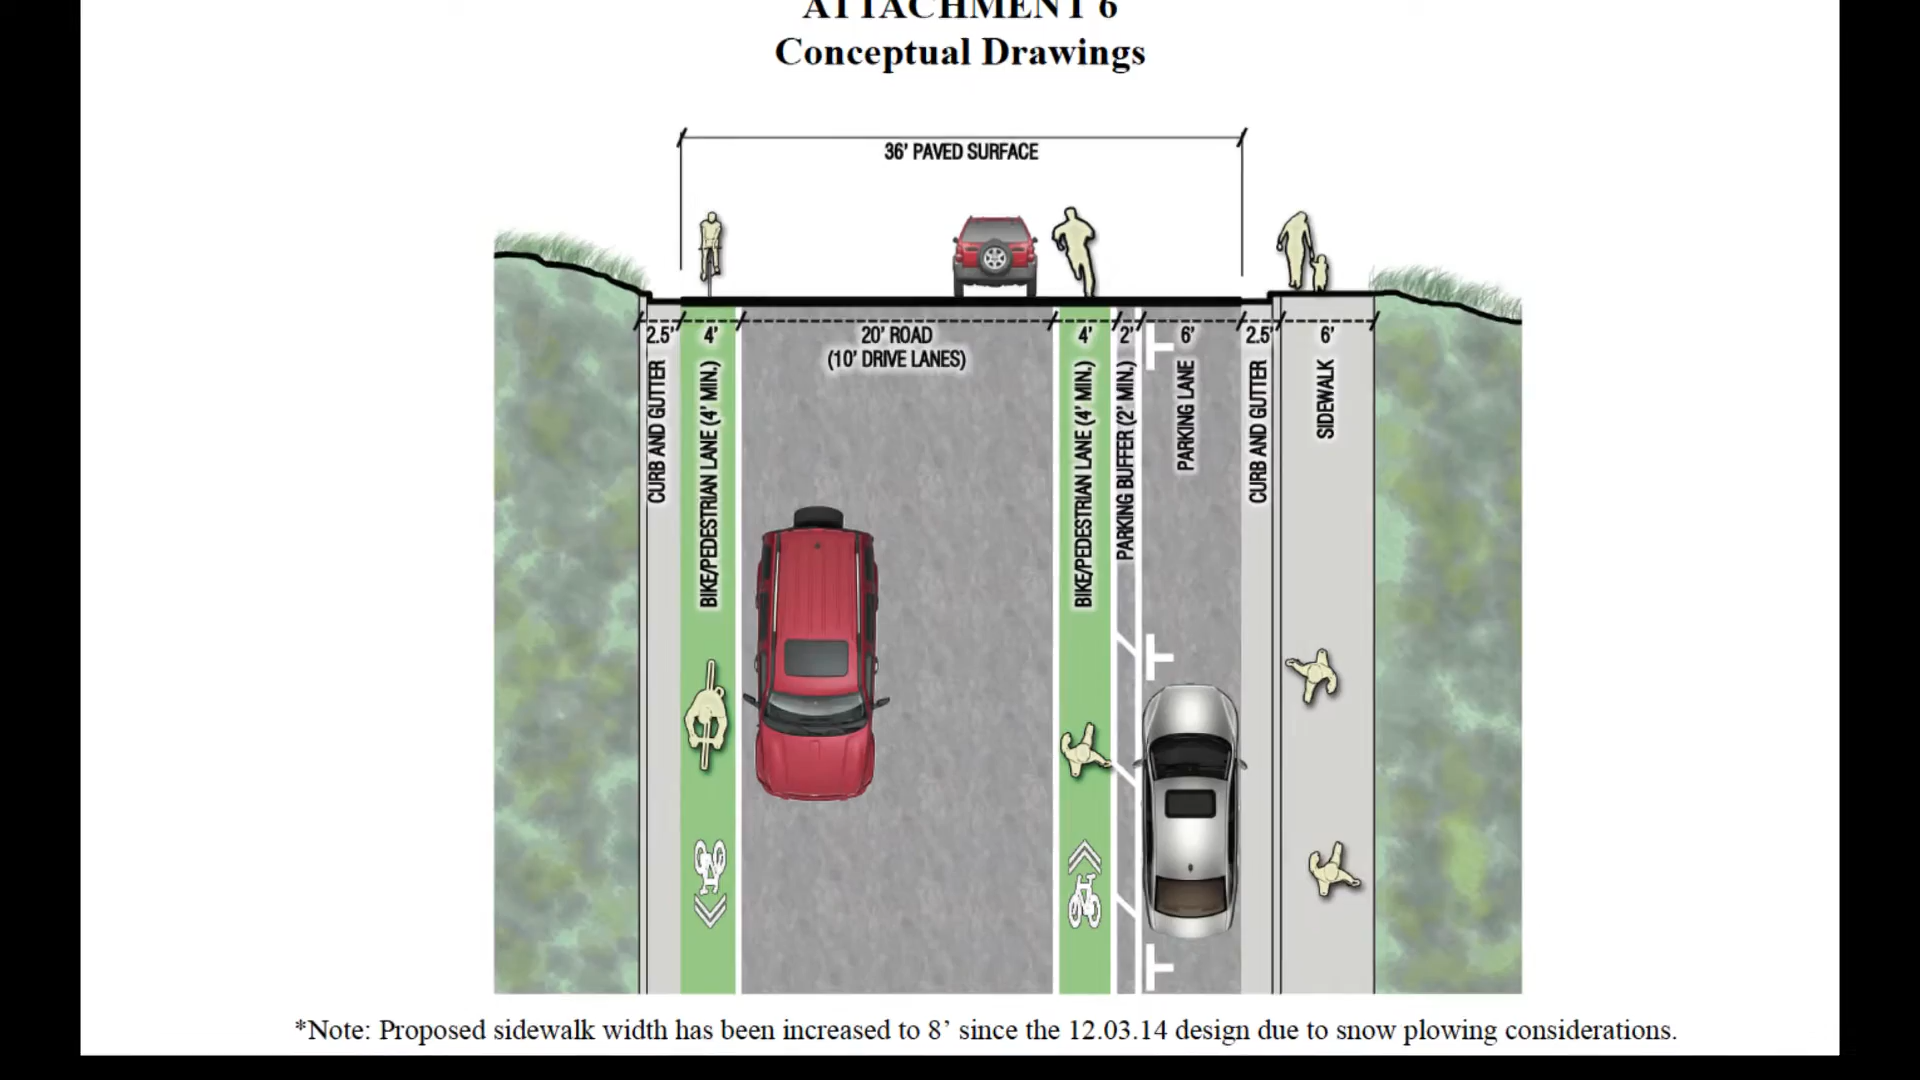 ATTACHMENT 6
Conceptual Drawings
36' PAVED SURFACE
2.5'
4'
20' ROAD
(10' DRIVE LANES)
4'
2'
6'
2.5'
6'
CURB AND GUTTER
BIKE/PEDESTRIAN LANE (4' MIN.)
BIKE/PEDESTRIAN LANE (4' MIN.)
PARKING BUFFER (2' MIN.)
PARKING LANE
CURB AND GUTTER
SIDEWALK
*Note: Proposed sidewalk width has been increased to 8’ since the 12.03.14 design due to snow plowing considerations.